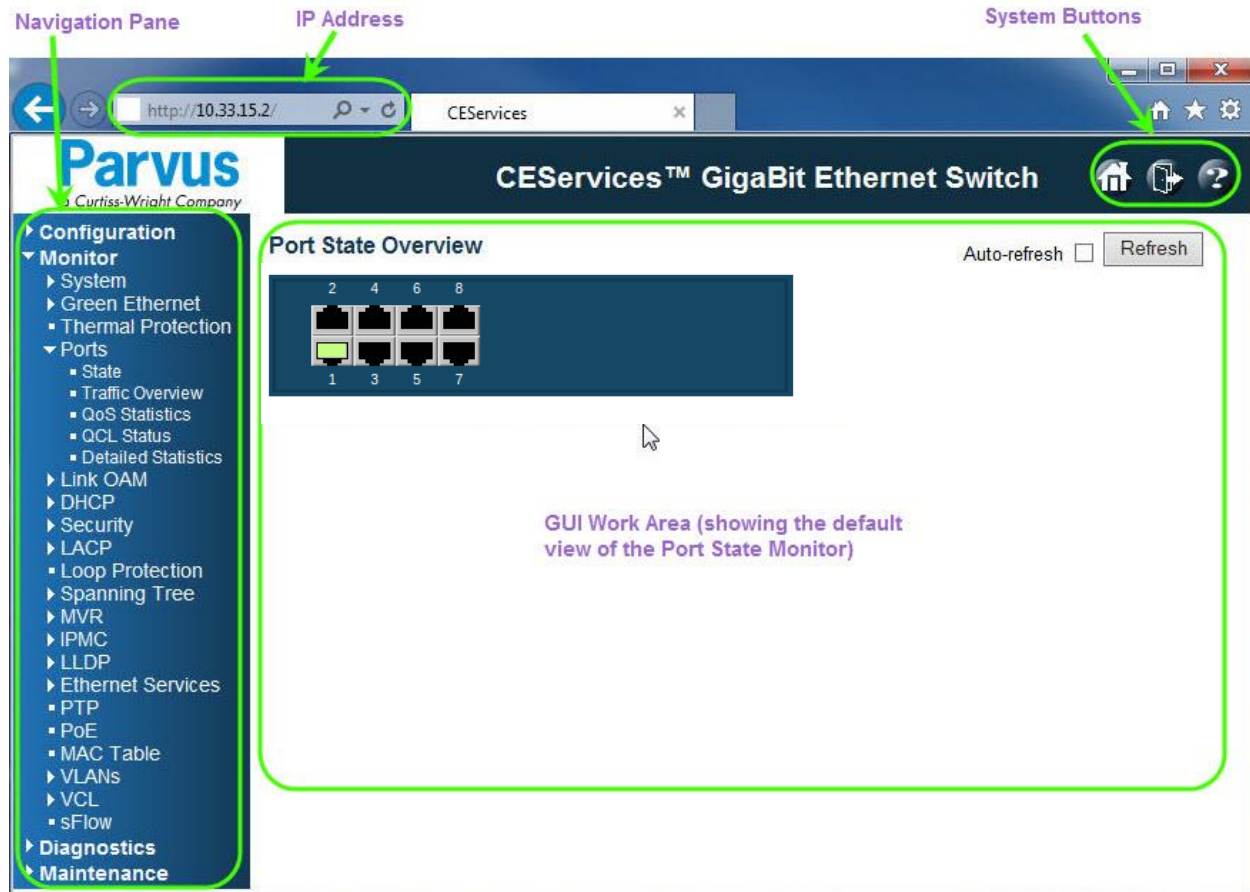 Navigation Pane
IP Address
System Buttons
http://10.33.15.2/
CEServices
Parvus
a Curtiss-Wright Company
CEServices™ GigaBit Ethernet Switch
Configuration
Monitor
System
Green Ethernet
Thermal Protection
Ports
State
Traffic Overview
QoS Statistics
QCL Status
Detailed Statistics
Link OAM
DHCP
Security
LACP
Loop Protection
Spanning Tree
MVR
IPMC
LLDP
Ethernet Services
PTP
PoE
MAC Table
VLANs
VCL
sFlow
Diagnostics
Maintenance
Port State Overview
Auto-refresh
Refresh
2 4 6 8
1 3 5 7
GUI Work Area (showing the default
view of the Port State Monitor)